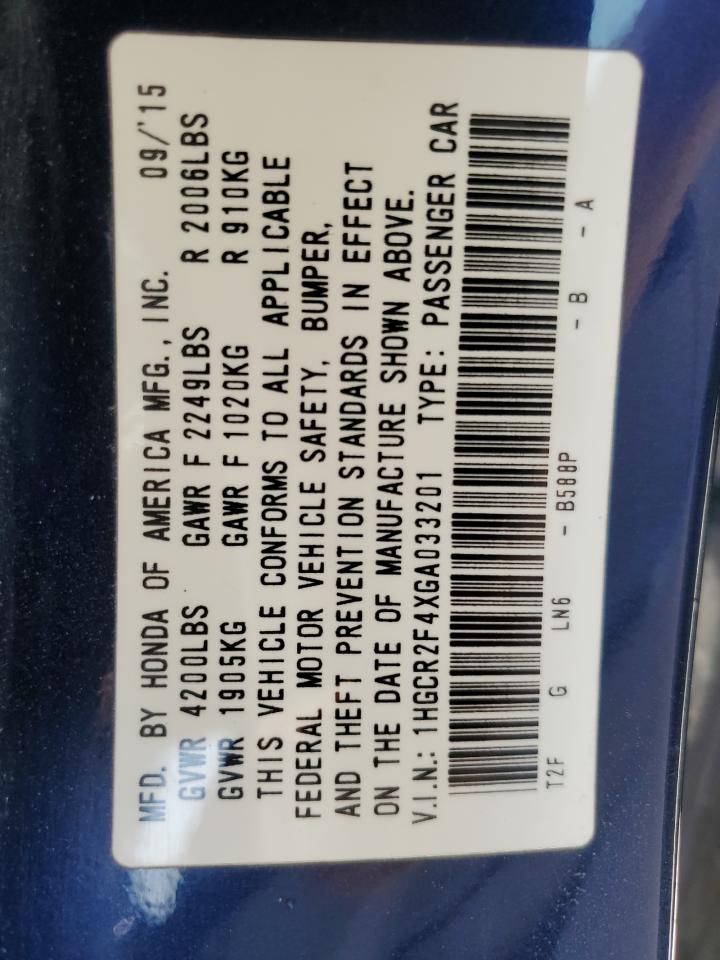 MFD. BY HONDA OF AMERICA MFG., INC. 09/'15
GVWR 4200LBS GAWR F 2249LBS R 2006LBS
GVWR 1905KG GAWR F 1020KG R 910KG
THIS VEHICLE CONFORMS TO ALL APPLICABLE
FEDERAL MOTOR VEHICLE SAFETY, BUMPER,
AND THEFT PREVENTION STANDARDS IN EFFECT
ON THE DATE OF MANUFACTURE SHOWN ABOVE.
V.I.N.: 1HGCR2F4XGA033201 TYPE: PASSENGER CAR
T2F G LN6 - B588P - B - A